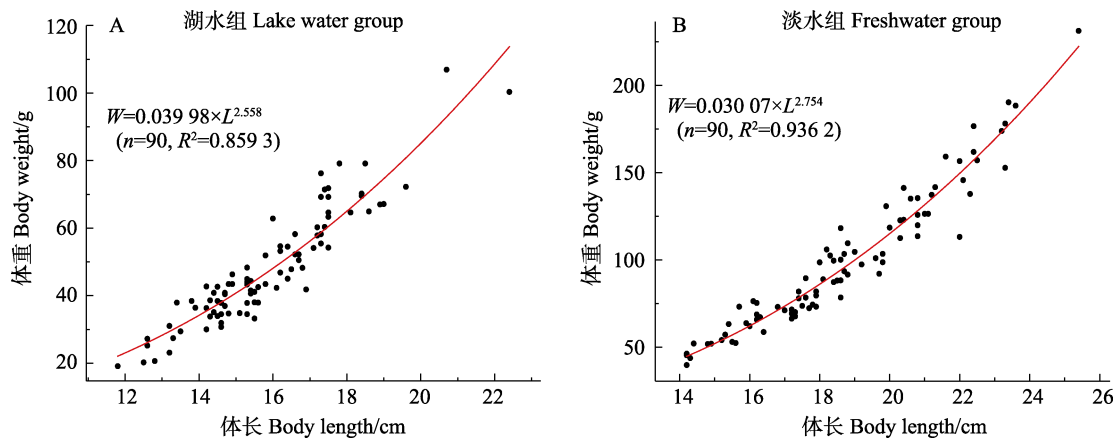 A 湖水组 Lake water group
W=0.039 98×L^2.558
(n=90, R²=0.859 3)
体重 Body weight/g
120
100
80
60
40
20
12
14
16
18
20
22
体长 Body length/cm
B 淡水组 Freshwater group
W=0.030 07×L^2.754
(n=90, R²=0.936 2)
体重 Body weight/g
200
150
100
50
14
16
18
20
22
24
26
体长 Body length/cm